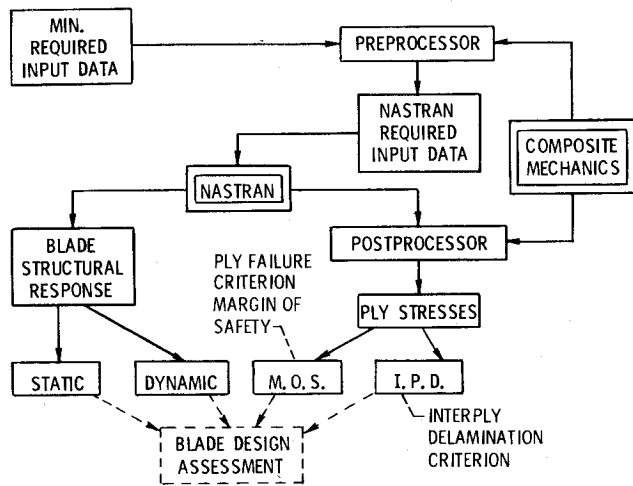 MIN.
REQUIRED
INPUT DATA
PREPROCESSOR
NASTRAN
REQUIRED
INPUT DATA
COMPOSITE
MECHANICS
NASTRAN
BLADE
STRUCTURAL
RESPONSE
POSTPROCESSOR
PLY FAILURE
CRITERION
MARGIN OF
SAFETY
PLY STRESSES
STATIC
DYNAMIC
M. O. S.
I. P. D.
BLADE DESIGN
ASSESSMENT
INTERPLY
DELAMINATION
CRITERION